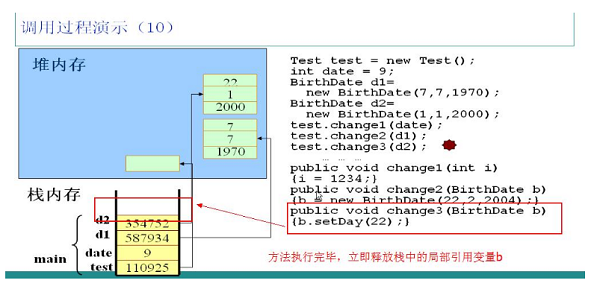 调用过程演示（10）
堆内存
22
1
2000
7
7
1970
栈内存
d2
354752
d1
587934
date
9
test
110925
main
Test test = new Test();
int date = 9;
BirthDate d1=
new BirthDate(7,7,1970);
BirthDate d2=
new BirthDate(1,1,2000);
test.change1(date);
test.change2(d1);
test.change3(d2);
… … …
public void change1(int i)
{i = 1234;}
public void change2(BirthDate b)
{b = new BirthDate(22,2,2004);}
public void change3(BirthDate b)
{b.setDay(22);}
方法执行完毕，立即释放栈中的局部引用变量b